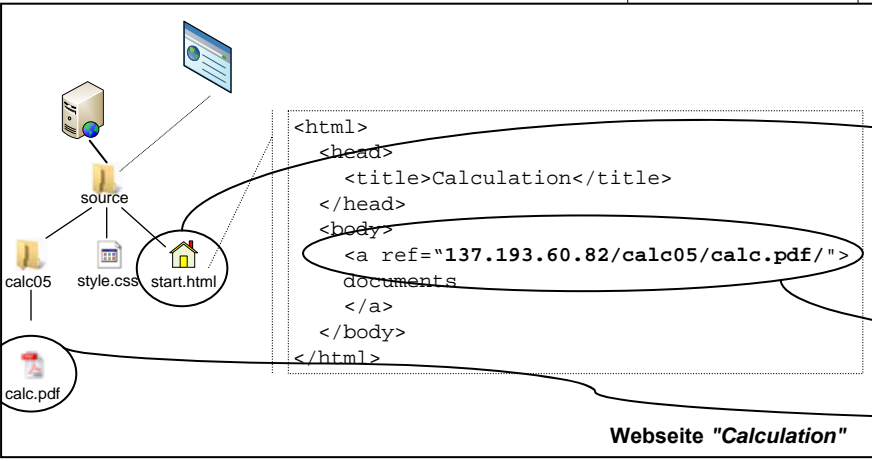 source
calc05
style.css
start.html
calc.pdf
<html>
<head>
<title>Calculation</title>
</head>
<body>
<a ref=“137.193.60.82/calc05/calc.pdf/">
documents
</a>
</body>
</html>
Webseite "Calculation"